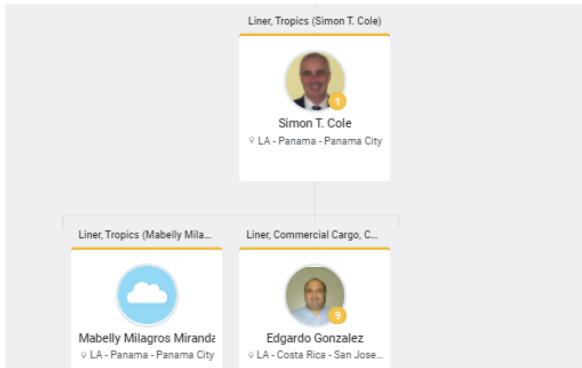 Liner, Tropics (Simon T. Cole)
1
Simon T. Cole
LA - Panama - Panama City
Liner, Tropics (Mabelly Mila...
Liner, Commercial Cargo, C...
9
Mabelly Milagros Miranda
Edgardo Gonzalez
LA - Panama - Panama City
LA - Costa Rica - San Jose...